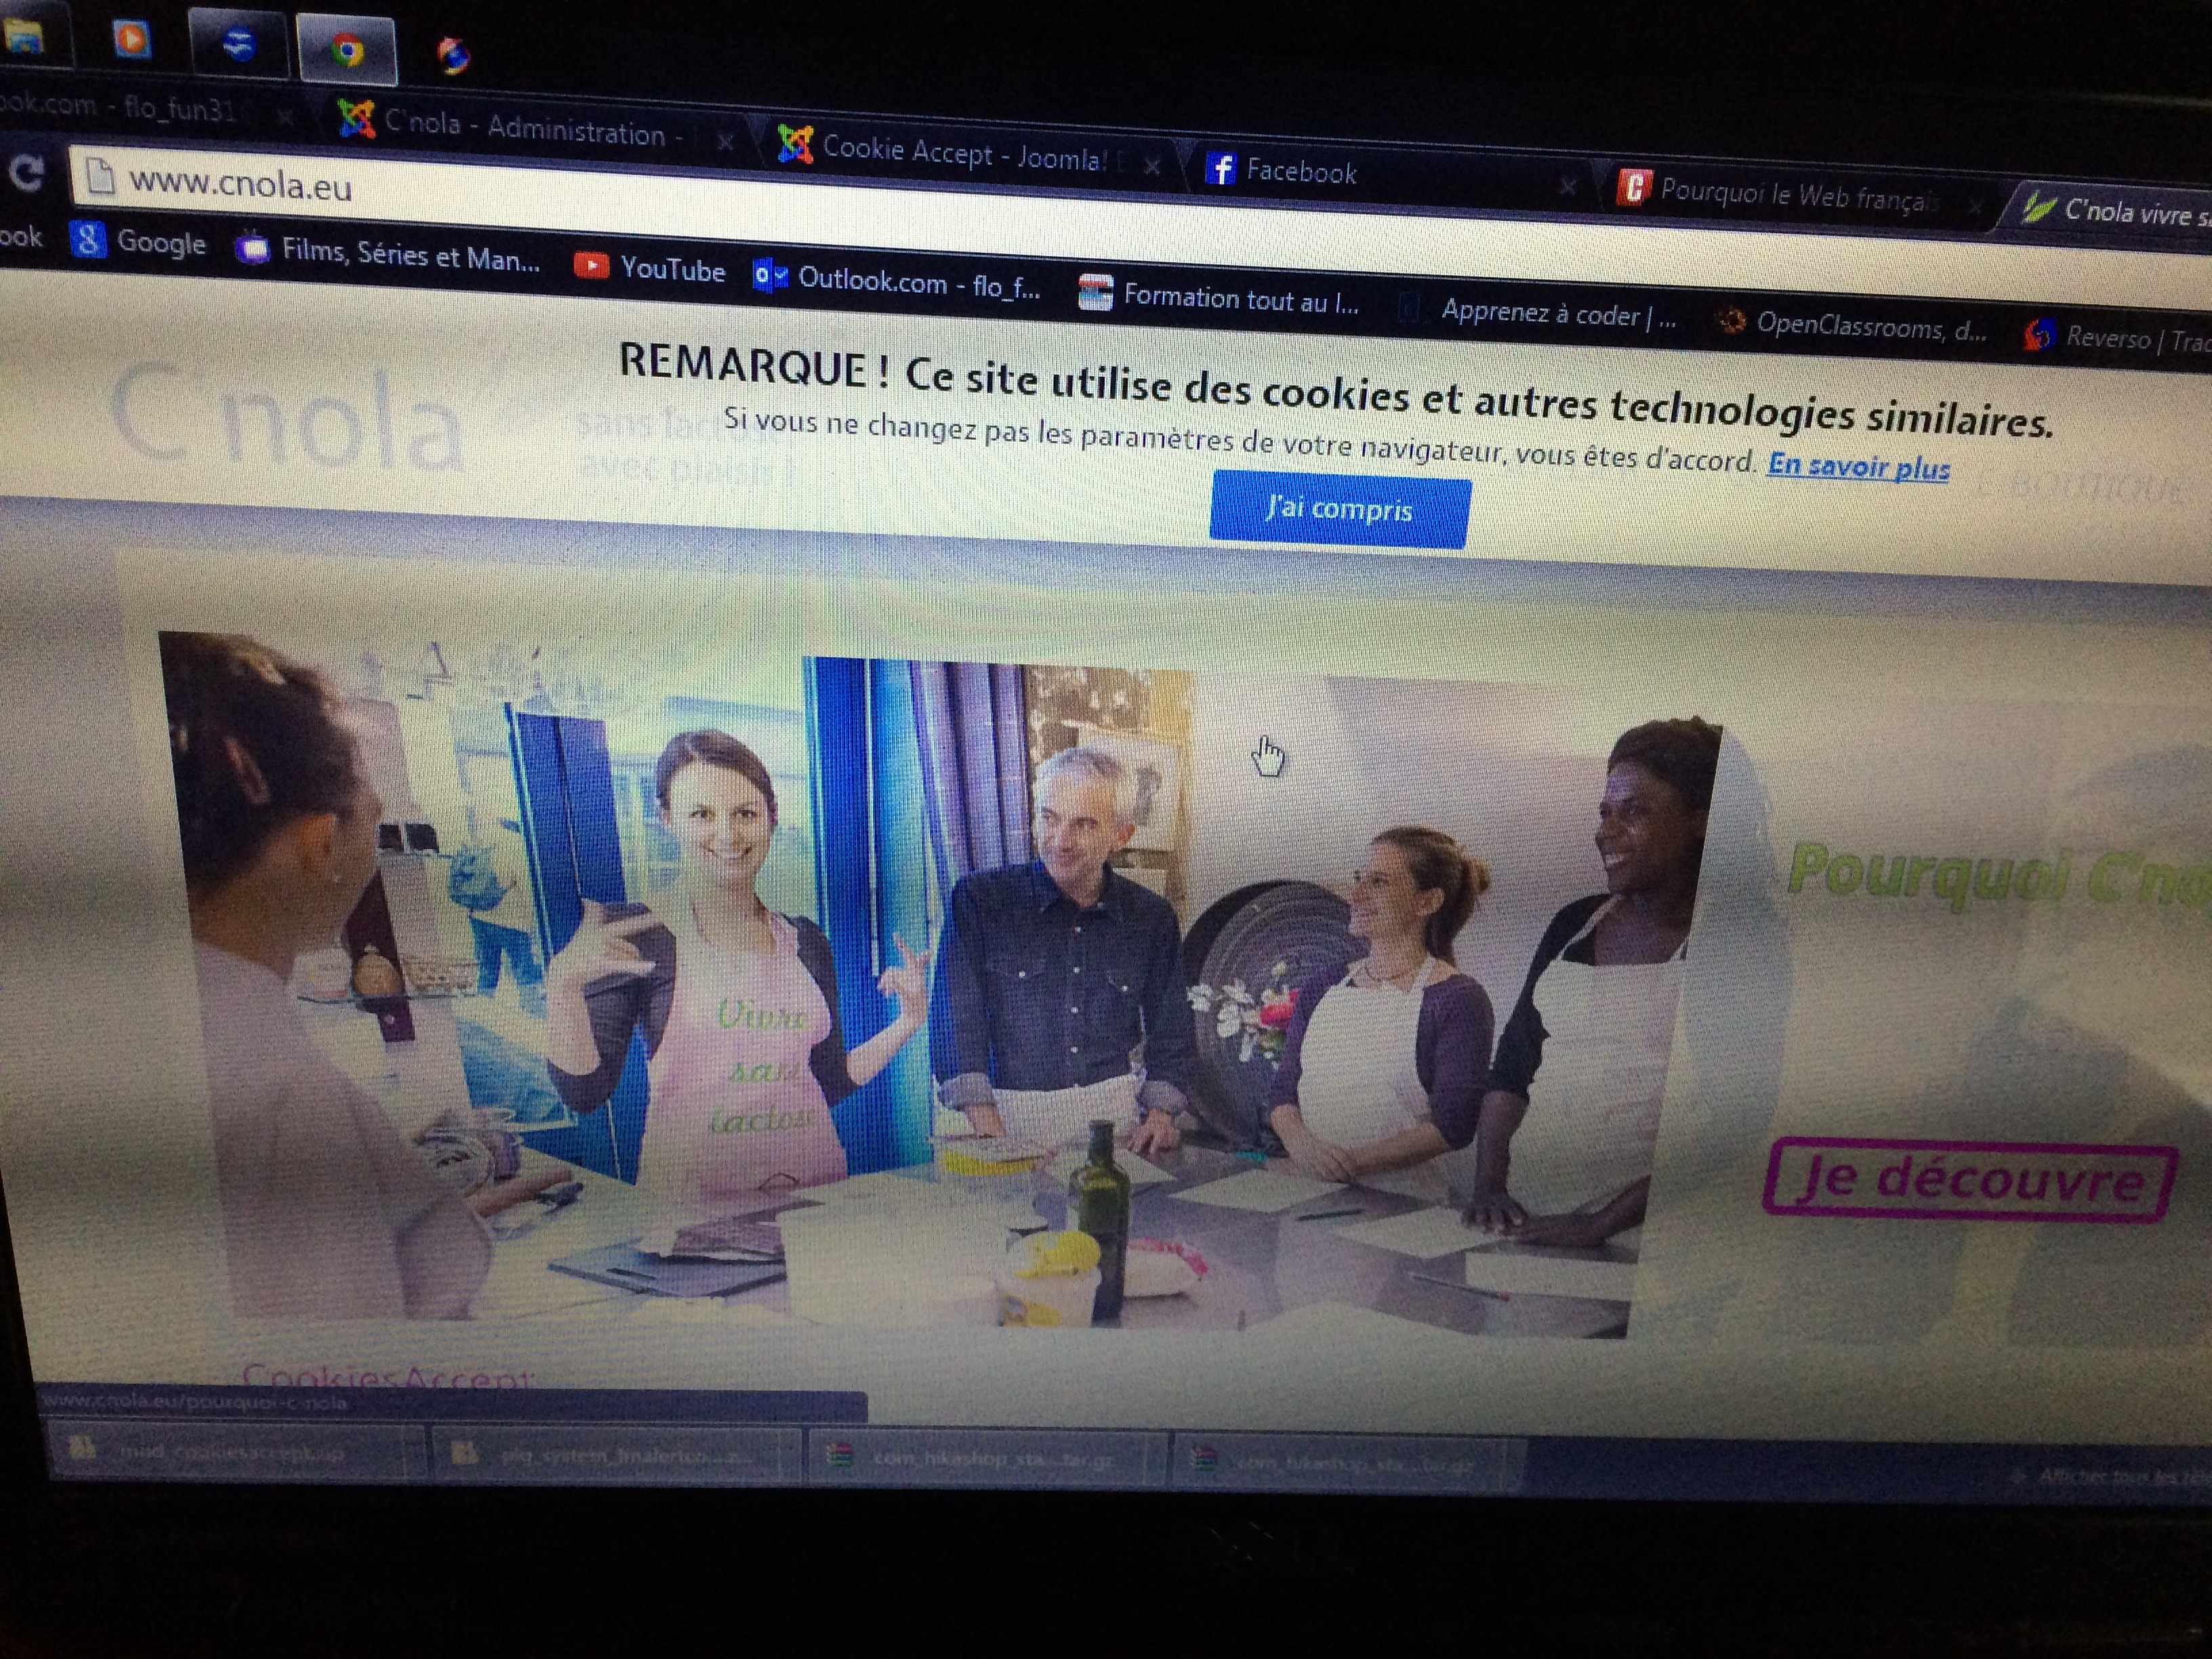 ook.com - flo_fun31
C'nola - Administration -
Cookie Accept - Joomla! E
Facebook
Pourquoi le Web français
C'nola vivre s
www.cnola.eu
ook
Google
Films, Séries et Man...
YouTube
Outlook.com - flo_f...
Formation tout au l...
Apprenez à coder | ...
OpenClassrooms, d...
Reverso | Trad
REMARQUE ! Ce site utilise des cookies et autres technologies similaires.
Si vous ne changez pas les paramètres de votre navigateur, vous êtes d'accord. En savoir plus
J'ai compris
C'nola
sans lactose
avec plaisir !
BOUTIQUE
Vivre
sans
lactose
Pourquoi C'no
Je découvre
CookiesAccept
www.cnola.eu/pourquoi-c-nola
mod_cookiesaccept.zip
com_hikashop_sta....tar.gz
com_hikashop_sta....tar.gz
Afficher tous les té